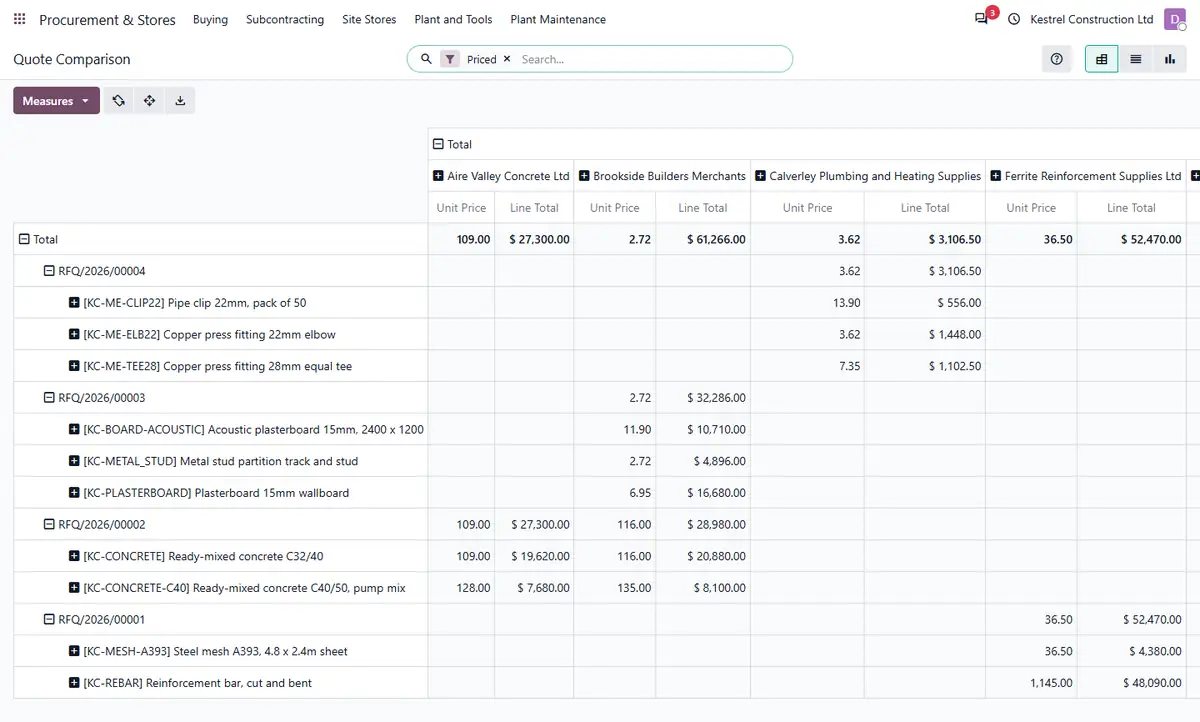 Procurement & Stores Buying Subcontracting Site Stores Plant and Tools Plant Maintenance 3 Kestrel Construction Ltd D
Quote Comparison Priced × Search...
Measures
Total
Aire Valley Concrete Ltd Brookside Builders Merchants Calverley Plumbing and Heating Supplies Ferrite Reinforcement Supplies Ltd
Unit Price Line Total Unit Price Line Total Unit Price Line Total Unit Price Line Total
Total 109.00 $ 27,300.00 2.72 $ 61,266.00 3.62 $ 3,106.50 36.50 $ 52,470.00
RFQ/2026/00004 3.62 $ 3,106.50
[KC-ME-CLIP22] Pipe clip 22mm, pack of 50 13.90 $ 556.00
[KC-ME-ELB22] Copper press fitting 22mm elbow 3.62 $ 1,448.00
[KC-ME-TEE28] Copper press fitting 28mm equal tee 7.35 $ 1,102.50
RFQ/2026/00003 2.72 $ 32,286.00
[KC-BOARD-ACOUSTIC] Acoustic plasterboard 15mm, 2400 x 1200 11.90 $ 10,710.00
[KC-METAL_STUD] Metal stud partition track and stud 2.72 $ 4,896.00
[KC-PLASTERBOARD] Plasterboard 15mm wallboard 6.95 $ 16,680.00
RFQ/2026/00002 109.00 $ 27,300.00 116.00 $ 28,980.00
[KC-CONCRETE] Ready-mixed concrete C32/40 109.00 $ 19,620.00 116.00 $ 20,880.00
[KC-CONCRETE-C40] Ready-mixed concrete C40/50, pump mix 128.00 $ 7,680.00 135.00 $ 8,100.00
RFQ/2026/00001 36.50 $ 52,470.00
[KC-MESH-A393] Steel mesh A393, 4.8 x 2.4m sheet 36.50 $ 4,380.00
[KC-REBAR] Reinforcement bar, cut and bent 1,145.00 $ 48,090.00